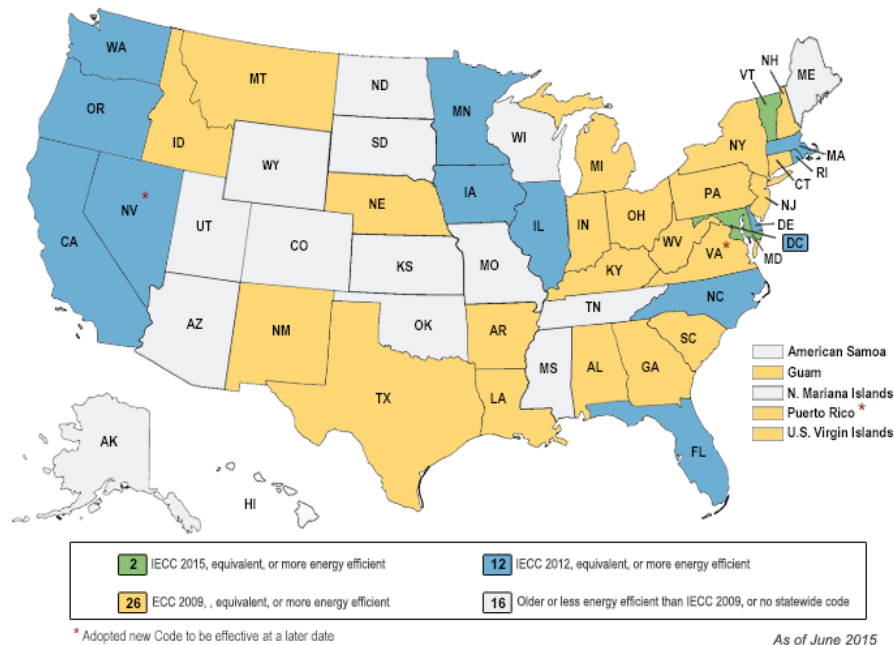 WA
MT
ND
MN
VT
NH
ME
OR
ID
SD
WI
NY
MA
WY
MI
RI
CT
NV *
NE
IA
PA
NJ
UT
IL
IN
OH
DE
CA
CO
WV
DC
VA *
MD
KS
MO
KY
NC
TN
AZ
NM
OK
AR
SC
MS
AL
GA
TX
LA
American Samoa
Guam
N. Mariana Islands
Puerto Rico *
U.S. Virgin Islands
AK
FL
HI
2 IECC 2015, equivalent, or more energy efficient
12 IECC 2012, equivalent, or more energy efficient
26 ECC 2009, , equivalent, or more energy efficient
16 Older or less energy efficient than IECC 2009, or no statewide code
* Adopted new Code to be effective at a later date
As of June 2015